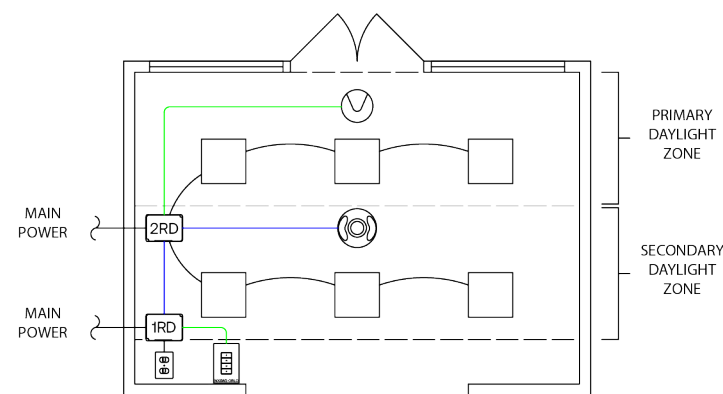 PRIMARY
DAYLIGHT
ZONE
MAIN
POWER
2RD
SECONDARY
DAYLIGHT
ZONE
MAIN
POWER
1RD